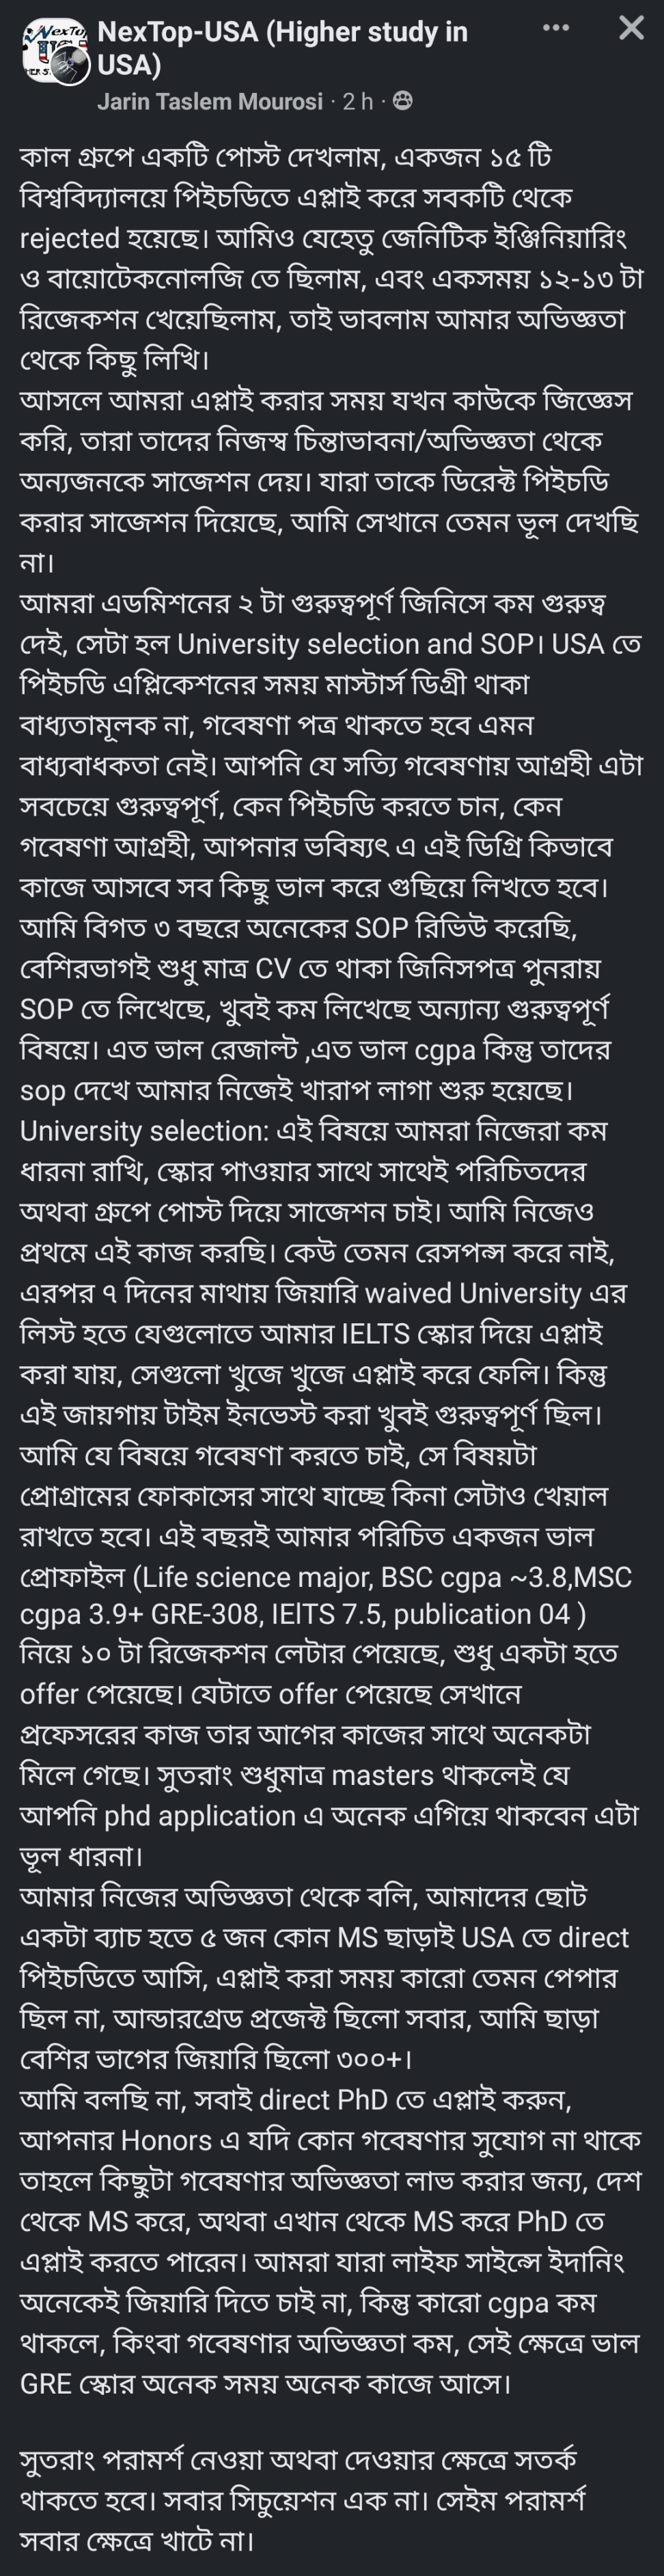 NexTop-USA (Higher study in
USA)
Jarin Taslem Mourosi · 2 h ·
কাল গ্রুপে একটি পোস্ট দেখলাম, একজন ১৫ টি
বিশ্ববিদ্যালয়ে পিইচডিতে এপ্লাই করে সবকটি থেকে
rejected হয়েছে। আমিও যেহেতু জেনিটিক ইঞ্জিনিয়ারিং
ও বায়োটেকনোলজি তে ছিলাম, এবং একসময় ১২-১৩ টা
রিজেকশন খেয়েছিলাম, তাই ভাবলাম আমার অভিজ্ঞতা
থেকে কিছু লিখি।
আসলে আমরা এপ্লাই করার সময় যখন কাউকে জিজ্ঞেস
করি, তারা তাদের নিজস্ব চিন্তাভাবনা/অভিজ্ঞতা থেকে
অন্যজনকে সাজেশন দেয়। যারা তাকে ডিরেক্ট পিইচডি
করার সাজেশন দিয়েছে, আমি সেখানে তেমন ভূল দেখছি
না।
আমরা এডমিশনের ২ টা গুরুত্বপূর্ণ জিনিসে কম গুরুত্ব
দেই, সেটা হল University selection and SOP। USA তে
পিইচডি এপ্লিকেশনের সময় মাস্টার্স ডিগ্রী থাকা
বাধ্যতামূলক না, গবেষণা পত্র থাকতে হবে এমন
বাধ্যবাধকতা নেই। আপনি যে সত্যি গবেষণায় আগ্রহী এটা
সবচেয়ে গুরুত্বপূর্ণ, কেন পিইচডি করতে চান, কেন
গবেষণা আগ্রহী, আপনার ভবিষ্যৎ এ এই ডিগ্রি কিভাবে
কাজে আসবে সব কিছু ভাল করে গুছিয়ে লিখতে হবে।
আমি বিগত ৩ বছরে অনেকের SOP রিভিউ করেছি,
বেশিরভাগই শুধু মাত্র CV তে থাকা জিনিসপত্র পুনরায়
SOP তে লিখেছে, খুবই কম লিখেছে অন্যান্য গুরুত্বপূর্ণ
বিষয়ে। এত ভাল রেজাল্ট ,এত ভাল cgpa কিন্তু তাদের
sop দেখে আমার নিজেই খারাপ লাগা শুরু হয়েছে।
University selection: এই বিষয়ে আমরা নিজেরা কম
ধারনা রাখি, স্কোর পাওয়ার সাথে সাথেই পরিচিতদের
অথবা গ্রুপে পোস্ট দিয়ে সাজেশন চাই। আমি নিজেও
প্রথমে এই কাজ করছি। কেউ তেমন রেসপন্স করে নাই,
এরপর ৭ দিনের মাথায় জিয়ারি waived University এর
লিস্ট হতে যেগুলোতে আমার IELTS স্কোর দিয়ে এপ্লাই
করা যায়, সেগুলো খুজে খুজে এপ্লাই করে ফেলি। কিন্তু
এই জায়গায় টাইম ইনভেস্ট করা খুবই গুরুত্বপূর্ণ ছিল।
আমি যে বিষয়ে গবেষণা করতে চাই, সে বিষয়টা
প্রোগ্রামের ফোকাসের সাথে যাচ্ছে কিনা সেটাও খেয়াল
রাখতে হবে। এই বছরই আমার পরিচিত একজন ভাল
প্রোফাইল (Life science major, BSC cgpa ~3.8,MSC
cgpa 3.9+ GRE-308, IElTS 7.5, publication 04 )
নিয়ে ১০ টা রিজেকশন লেটার পেয়েছে, শুধু একটা হতে
offer পেয়েছে। যেটাতে offer পেয়েছে সেখানে
প্রফেসরের কাজ তার আগের কাজের সাথে অনেকটা
মিলে গেছে। সুতরাং শুধুমাত্র masters থাকলেই যে
আপনি phd application এ অনেক এগিয়ে থাকবেন এটা
ভূল ধারনা।
আমার নিজের অভিজ্ঞতা থেকে বলি, আমাদের ছোট
একটা ব্যাচ হতে ৫ জন কোন MS ছাড়াই USA তে direct
পিইচডিতে আসি, এপ্লাই করা সময় কারো তেমন পেপার
ছিল না, আন্ডারগ্রেড প্রজেক্ট ছিলো সবার, আমি ছাড়া
বেশির ভাগের জিয়ারি ছিলো ৩০০+।
আমি বলছি না, সবাই direct PhD তে এপ্লাই করুন,
আপনার Honors এ যদি কোন গবেষণার সুযোগ না থাকে
তাহলে কিছুটা গবেষণার অভিজ্ঞতা লাভ করার জন্য, দেশ
থেকে MS করে, অথবা এখান থেকে MS করে PhD তে
এপ্লাই করতে পারেন। আমরা যারা লাইফ সাইন্সে ইদানিং
অনেকেই জিয়ারি দিতে চাই না, কিন্তু কারো cgpa কম
থাকলে, কিংবা গবেষণার অভিজ্ঞতা কম, সেই ক্ষেত্রে ভাল
GRE স্কোর অনেক সময় অনেক কাজে আসে।
সুতরাং পরামর্শ নেওয়া অথবা দেওয়ার ক্ষেত্রে সতর্ক
থাকতে হবে। সবার সিচুয়েশন এক না। সেইম পরামর্শ
সবার ক্ষেত্রে খাটে না।